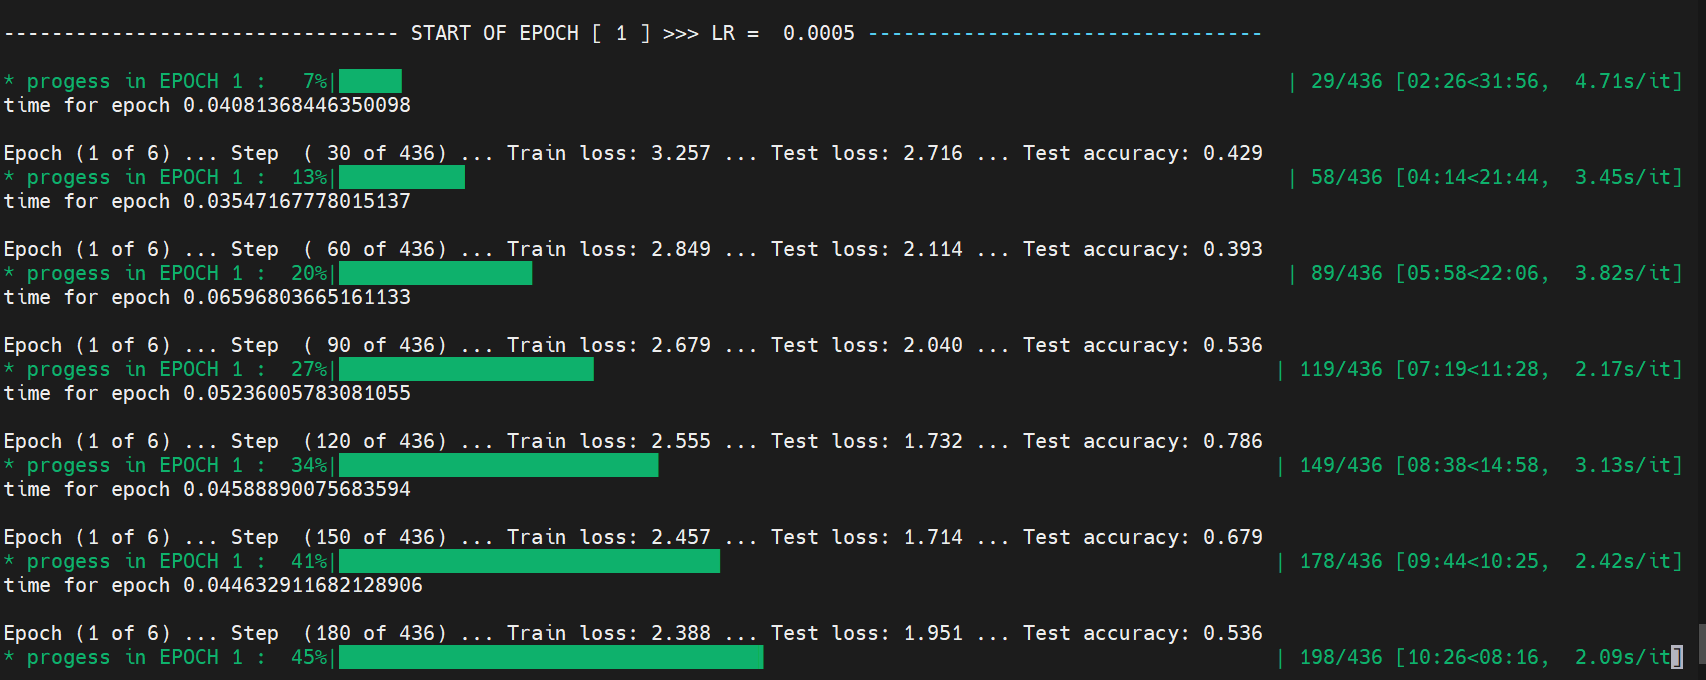 --------------------------------- START OF EPOCH [ 1 ] >>> LR =  0.0005 ---------------------------------
* progess in EPOCH 1 :   7%| | 29/436 [02:26<31:56,  4.71s/it]
time for epoch 0.04081368446350098
Epoch (1 of 6) ... Step  ( 30 of 436) ... Train loss: 3.257 ... Test loss: 2.716 ... Test accuracy: 0.429
* progess in EPOCH 1 :  13%| | 58/436 [04:14<21:44,  3.45s/it]
time for epoch 0.03547167778015137
Epoch (1 of 6) ... Step  ( 60 of 436) ... Train loss: 2.849 ... Test loss: 2.114 ... Test accuracy: 0.393
* progess in EPOCH 1 :  20%| | 89/436 [05:58<22:06,  3.82s/it]
time for epoch 0.06596803665161133
Epoch (1 of 6) ... Step  ( 90 of 436) ... Train loss: 2.679 ... Test loss: 2.040 ... Test accuracy: 0.536
* progess in EPOCH 1 :  27%| | 119/436 [07:19<11:28,  2.17s/it]
time for epoch 0.05236005783081055
Epoch (1 of 6) ... Step  (120 of 436) ... Train loss: 2.555 ... Test loss: 1.732 ... Test accuracy: 0.786
* progess in EPOCH 1 :  34%| | 149/436 [08:38<14:58,  3.13s/it]
time for epoch 0.04588890075683594
Epoch (1 of 6) ... Step  (150 of 436) ... Train loss: 2.457 ... Test loss: 1.714 ... Test accuracy: 0.679
* progess in EPOCH 1 :  41%| | 178/436 [09:44<10:25,  2.42s/it]
time for epoch 0.044632911682128906
Epoch (1 of 6) ... Step  (180 of 436) ... Train loss: 2.388 ... Test loss: 1.951 ... Test accuracy: 0.536
* progess in EPOCH 1 :  45%| | 198/436 [10:26<08:16,  2.09s/it]